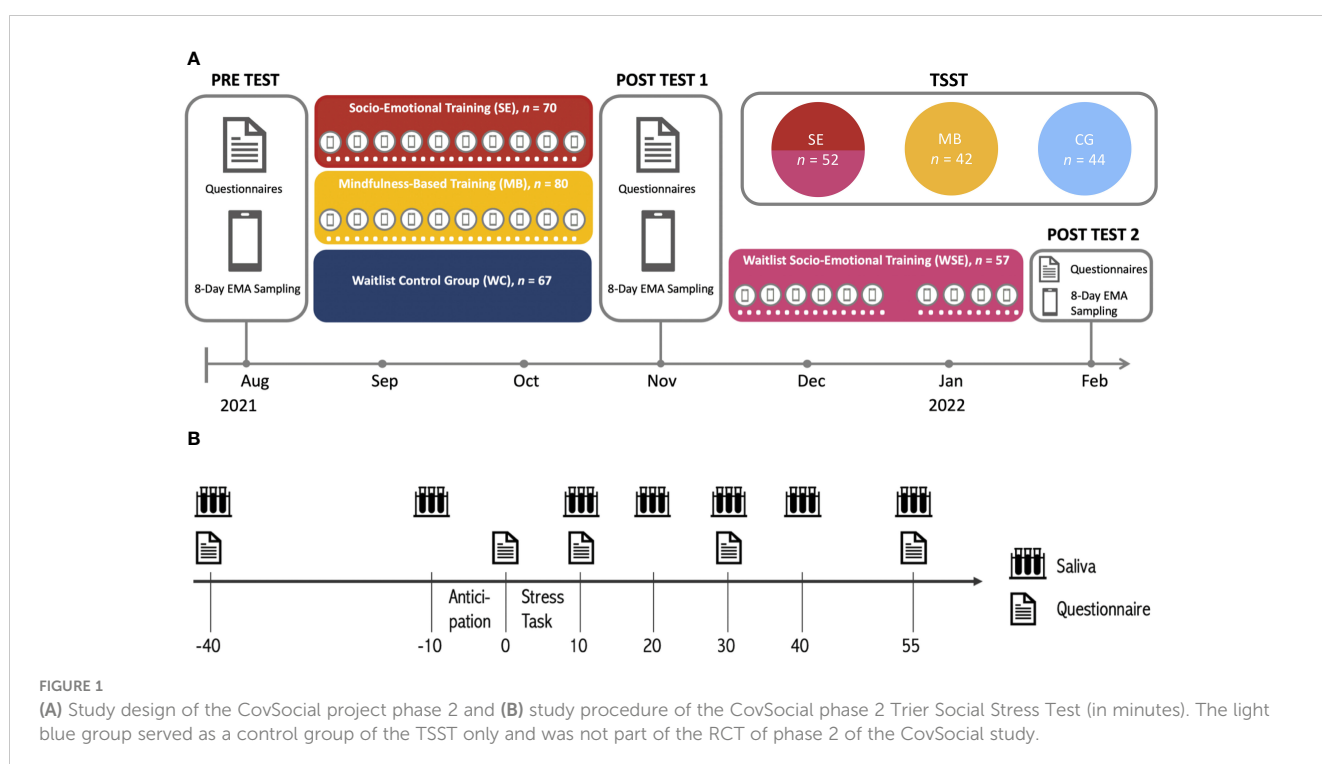 A
PRE TEST
Questionnaires
8-Day EMA Sampling
Socio-Emotional Training (SE), n = 70
Mindfulness-Based Training (MB), n = 80
Waitlist Control Group (WC), n = 67
POST TEST 1
Questionnaires
8-Day EMA Sampling
TSST
SE
n = 52
MB
n = 42
CG
n = 44
Waitlist Socio-Emotional Training (WSE), n = 57
POST TEST 2
Questionnaires
8-Day EMA
Sampling
Aug
2021
Sep
Oct
Nov
Dec
Jan
2022
Feb
B
Antici-
pation
Stress
Task
-40
-10
0
10
20
30
40
55
Saliva
Questionnaire
FIGURE 1
(A) Study design of the CovSocial project phase 2 and (B) study procedure of the CovSocial phase 2 Trier Social Stress Test (in minutes). The light
blue group served as a control group of the TSST only and was not part of the RCT of phase 2 of the CovSocial study.